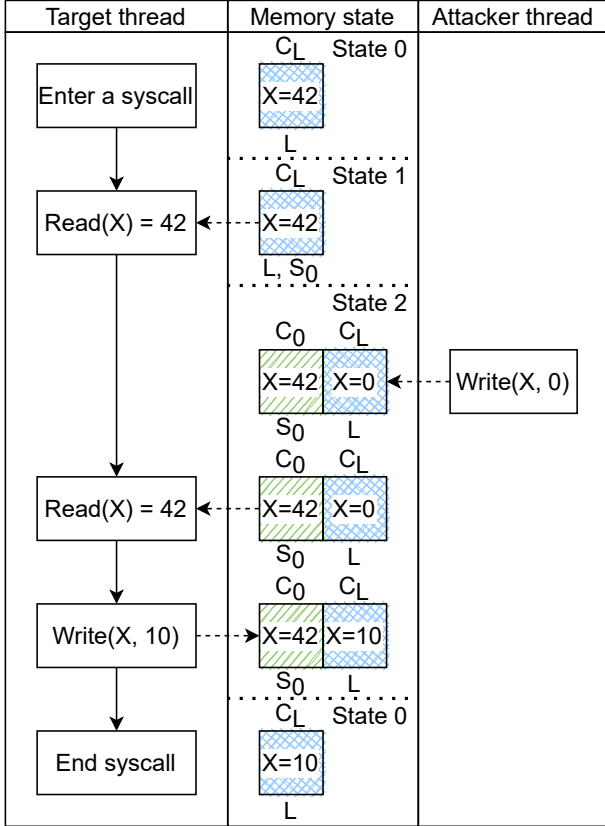 Target thread Memory state Attacker thread
C_L State 0
Enter a syscall X=42
L
C_L State 1
Read(X) = 42 X=42
L, S_0
State 2
C_0 C_L
X=42 X=0 Write(X, 0)
S_0 L
C_0 C_L
Read(X) = 42 X=42 X=0
S_0 L
C_0 C_L
Write(X, 10) X=42 X=10
S_0 L
C_L State 0
End syscall X=10
L